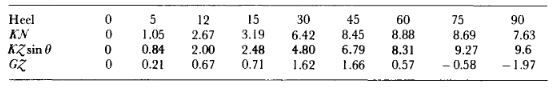 Heel 0 5 12 15 30 45 60 75 90
KN 0 1.05 2.67 3.19 6.42 8.45 8.88 8.69 7.63
KZ sin θ 0 0.84 2.00 2.48 4.80 6.79 8.31 9.27 9.6
GZ 0 0.21 0.67 0.71 1.62 1.66 0.57 −0.58 −1.97